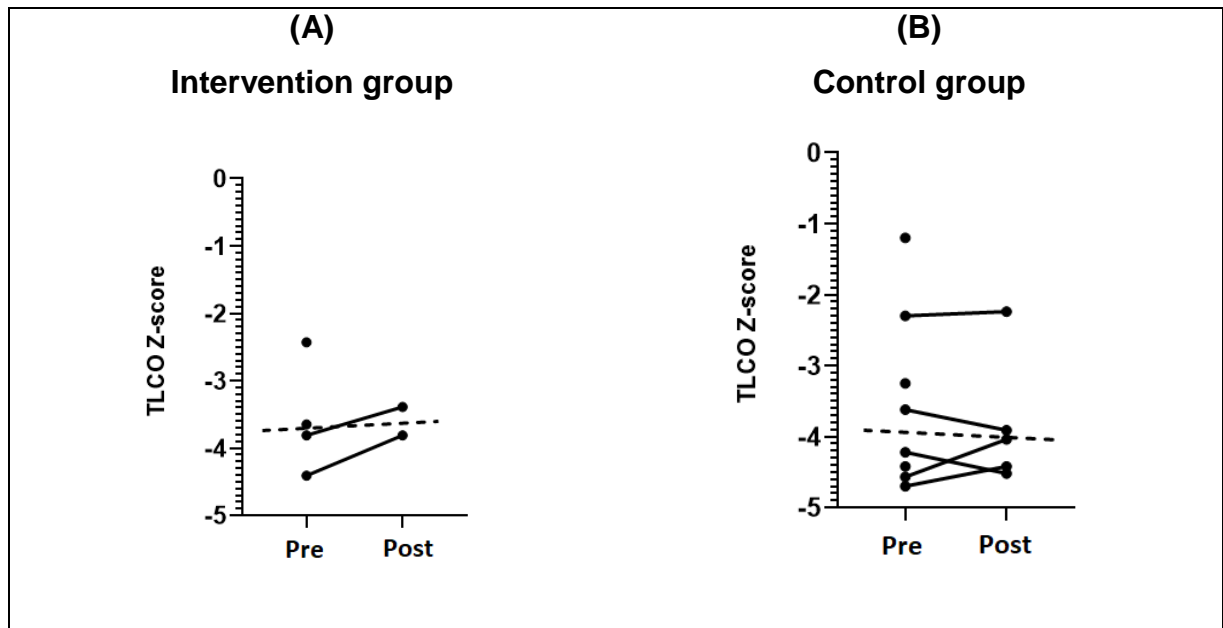 (A)
Intervention group
TLCO Z-score
0
-1
-2
-3
-4
-5
Pre Post
(B)
Control group
TLCO Z-score
0
-1
-2
-3
-4
-5
Pre Post